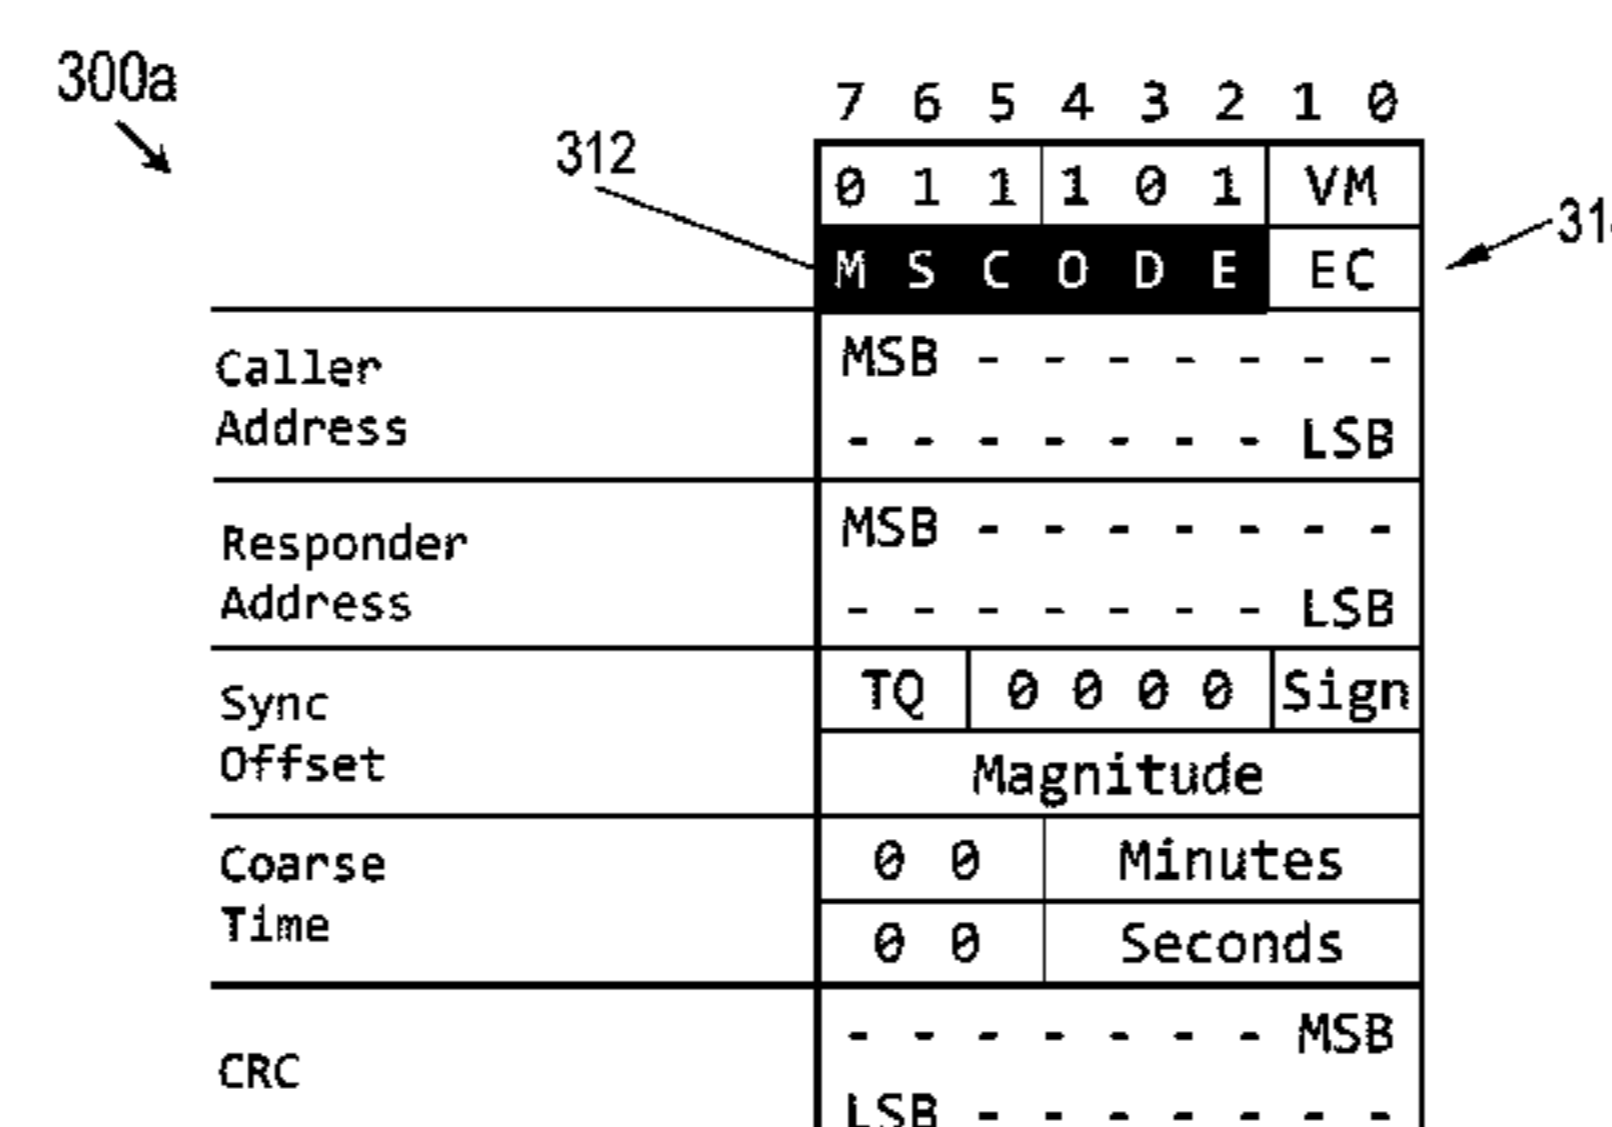 300a
7 6 5 4 3 2 1 0
312
0 1 1 1 0 1 VM
M S C O D E EC
Caller
Address
MSB - - - - - - -
- - - - - - - LSB
Responder
Address
MSB - - - - - - -
- - - - - - - LSB
Sync
Offset
TQ 0 0 0 0 Sign
Magnitude
Coarse
Time
0 0 Minutes
0 0 Seconds
CRC
- - - - - - - MSB
LSB - - - - - - -